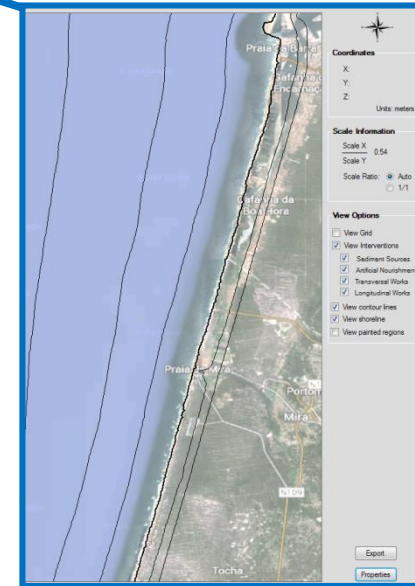 Praia da Barra
Gafanha da
Encarnação
Gafanha da
Boa Hora
Praia de Mira
Mira
N109
Tocha
Coordinates
X:
Y:
Z:
Units: meters
Scale Information
Scale X
0.54
Scale Y
Scale Ratio:
Auto
1/1
View Options
View Grid
View Interventions
Sediment Sources
Artificial Nourishment
Transversal Works
Longitudinal Works
View contour lines
View shoreline
View painted regions
Export
Properties